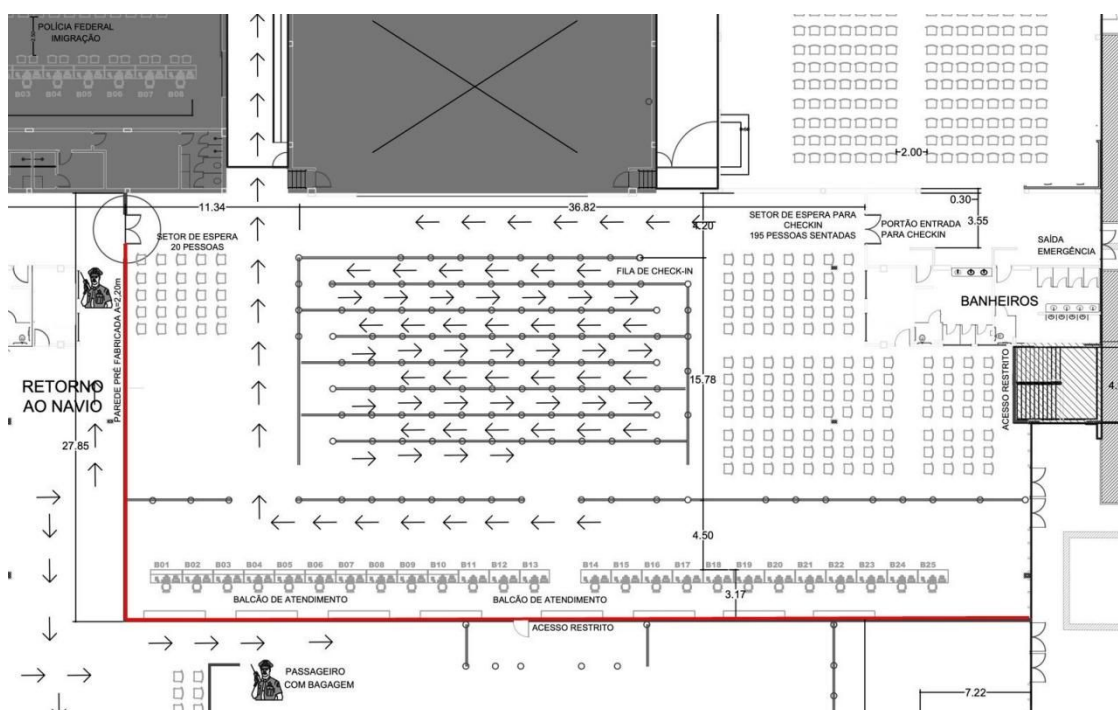 POLÍCIA FEDERAL
IMIGRAÇÃO
B03 B04 B05 B06 B07 B08
2.00
11.34
36.82
0.30
3.55
4.20
SETOR DE ESPERA
20 PESSOAS
SETOR DE ESPERA PARA
CHECKIN
195 PESSOAS SENTADAS
PORTÃO ENTRADA
PARA CHECKIN
SAÍDA
EMERGÊNCIA
FILA DE CHECK-IN
BANHEIROS
PAREDE PRÉ FABRICADA A=2,20m
ACESSO RESTRITO
RETORNO
AO NAVIO
15.78
4.
27.85
4.50
B01 B02 B03 B04 B05 B06 B07 B08 B09 B10 B11 B12 B13 B14 B15 B16 B17 B18 B19 B20 B21 B22 B23 B24 B25
3.17
BALCÃO DE ATENDIMENTO
BALCÃO DE ATENDIMENTO
ACESSO RESTRITO
PASSAGEIRO
COM BAGAGEM
7.22